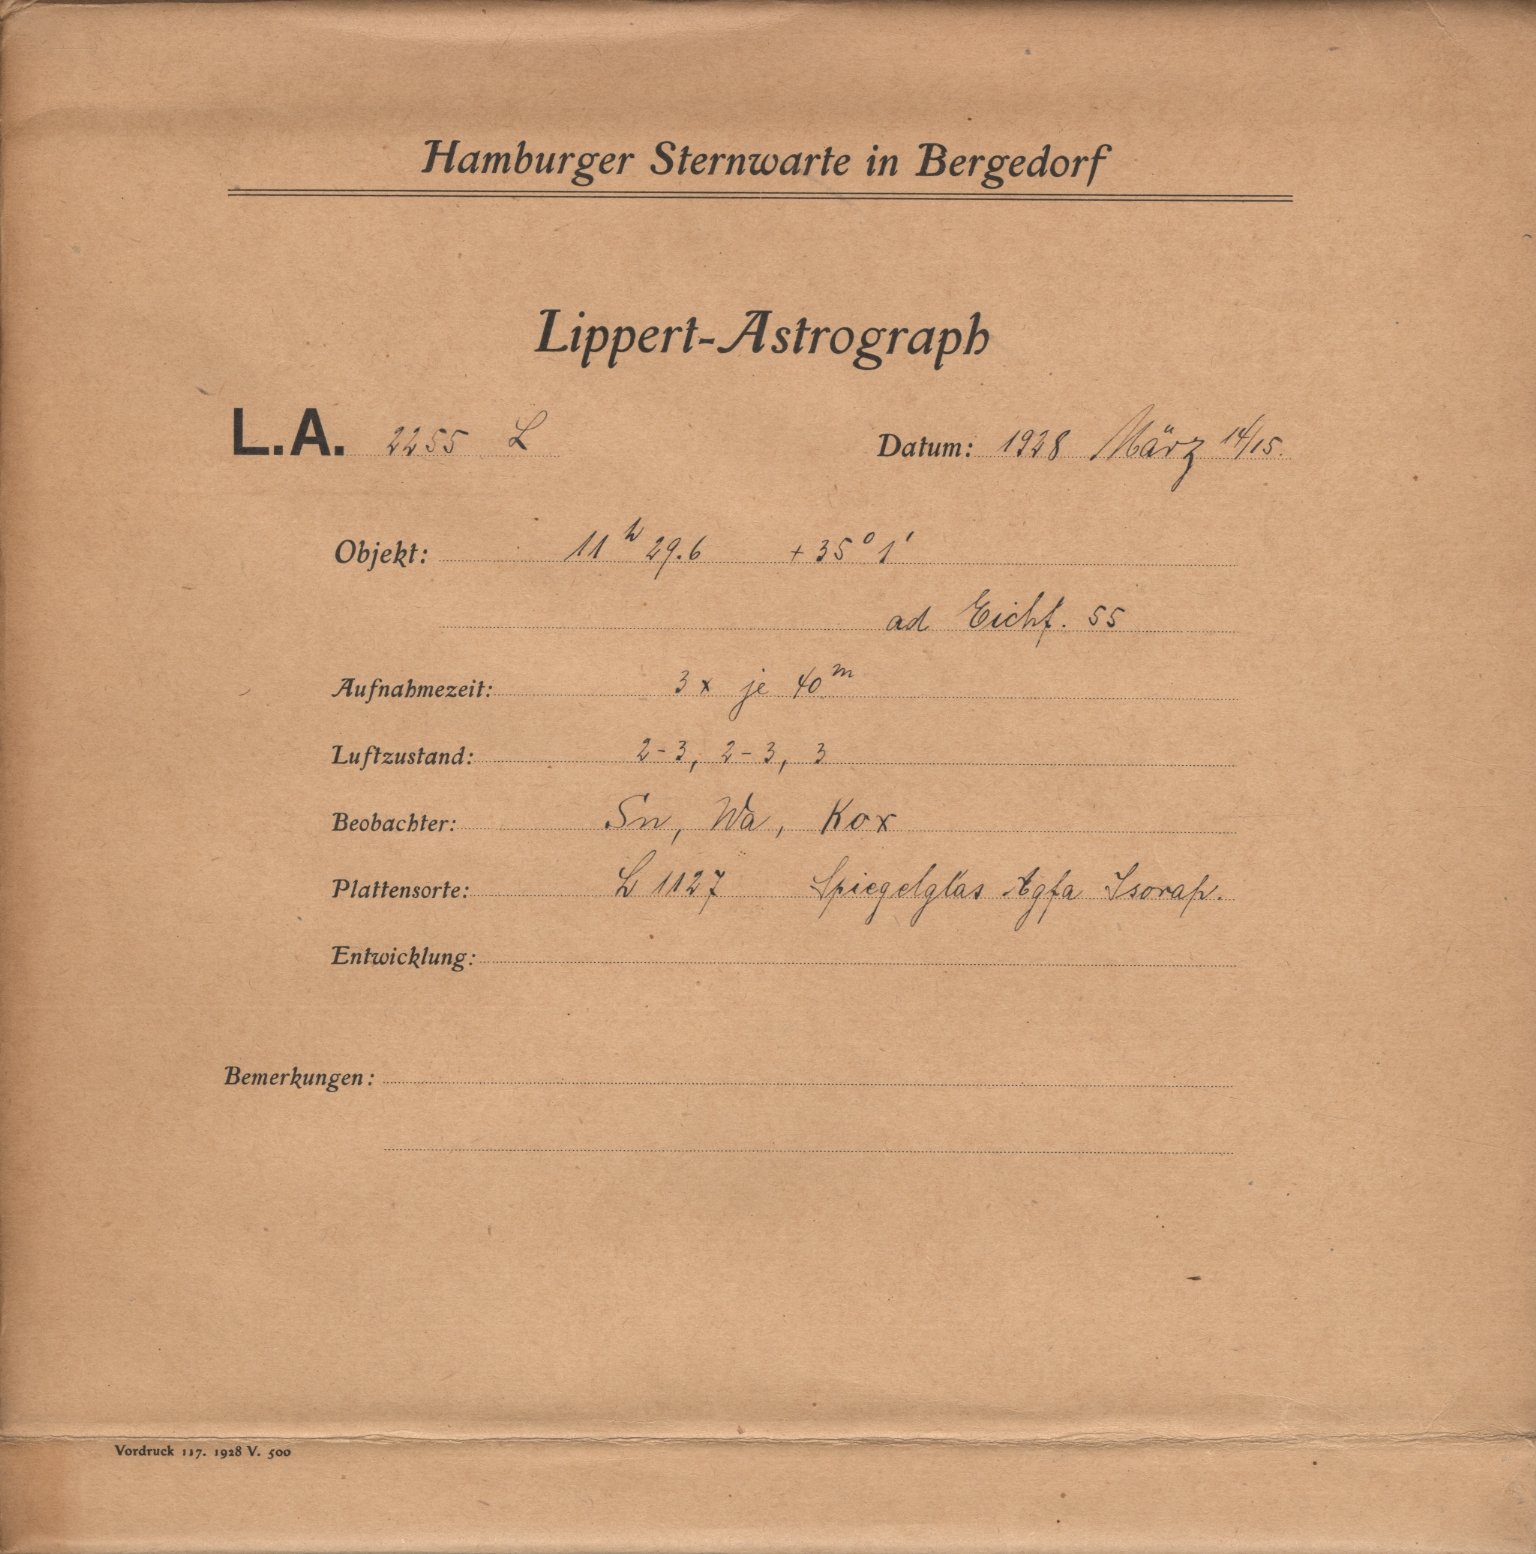 Hamburger Sternwarte in Bergedorf
Lippert-Astrograph
L.A. 2255 L Datum: 1928 März 14/15.
Objekt: 11ʰ 29.6 +35° 1'
ad Eichf. 55
Aufnahmezeit: 3 x je 40ᵐ
Luftzustand: 2-3, 2-3, 3
Beobachter: Sn, Wa, Kox
Plattensorte: L 1127 Spiegelglas Agfa Isorap.
Entwicklung:
Bemerkungen:
Vordruck 117. 1928 V. 500